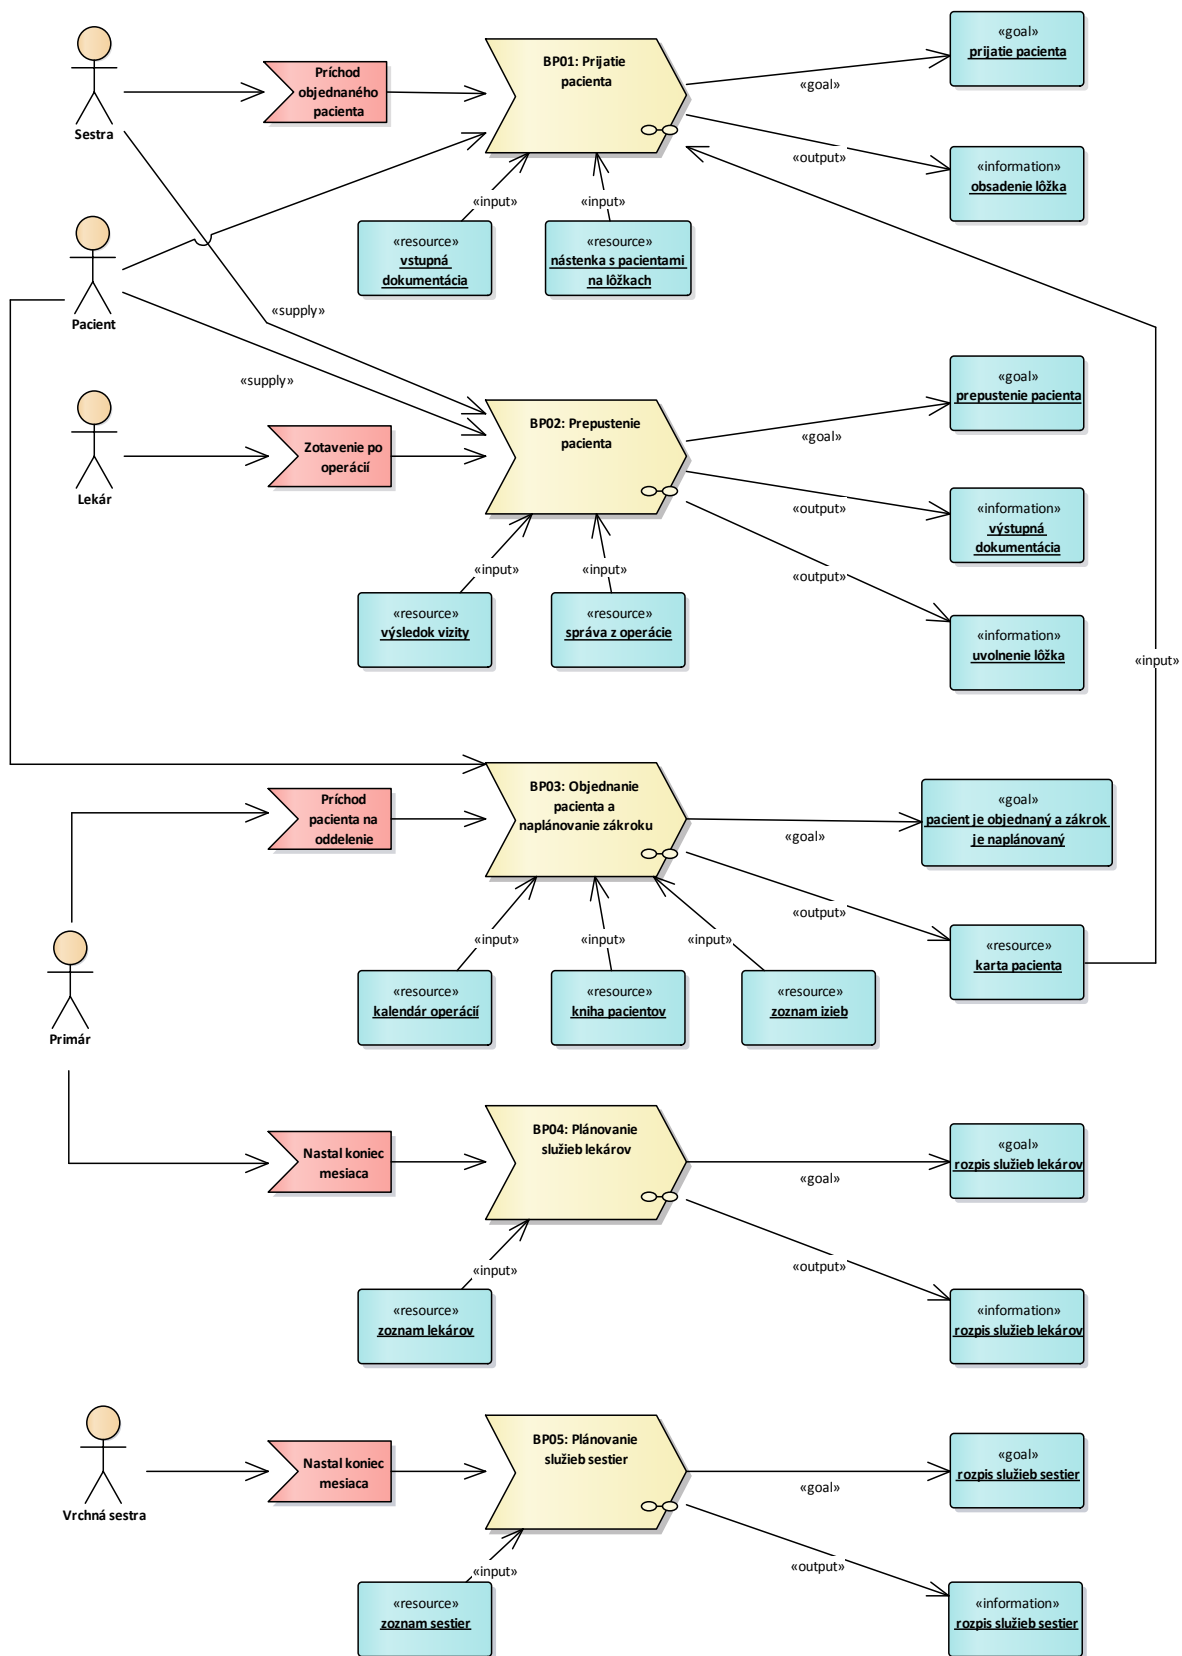 Sestra
Príchod
objednaného
pacienta
BP01: Prijatie
pacienta
«goal»
prijatie pacienta
«goal»
«output»
«information»
obsadenie lôžka
«input»
«input»
«resource»
vstupná
dokumentácia
«resource»
nástenka s pacientami
na lôžkach
Pacient
«supply»
«supply»
Lekár
Zotavenie po
operácií
BP02: Prepustenie
pacienta
«goal»
prepustenie pacienta
«goal»
«output»
«information»
výstupná
dokumentácia
«output»
«information»
uvolnenie lôžka
«input»
«input»
«resource»
výsledok vizity
«resource»
správa z operácie
«input»
Príchod
pacienta na
oddelenie
BP03: Objednanie
pacienta a
naplánovanie zákroku
«goal»
pacient je objednaný a zákrok
je naplánovaný
«goal»
«output»
«resource»
karta pacienta
«input»
«input»
«input»
«resource»
kalendár operácií
«resource»
kniha pacientov
«resource»
zoznam izieb
Primár
Nastal koniec
mesiaca
BP04: Plánovanie
služieb lekárov
«goal»
rozpis služieb lekárov
«goal»
«output»
«information»
rozpis služieb lekárov
«input»
«resource»
zoznam lekárov
Vrchná sestra
Nastal koniec
mesiaca
BP05: Plánovanie
služieb sestier
«goal»
rozpis služieb sestier
«goal»
«output»
«information»
rozpis služieb sestier
«input»
«resource»
zoznam sestier